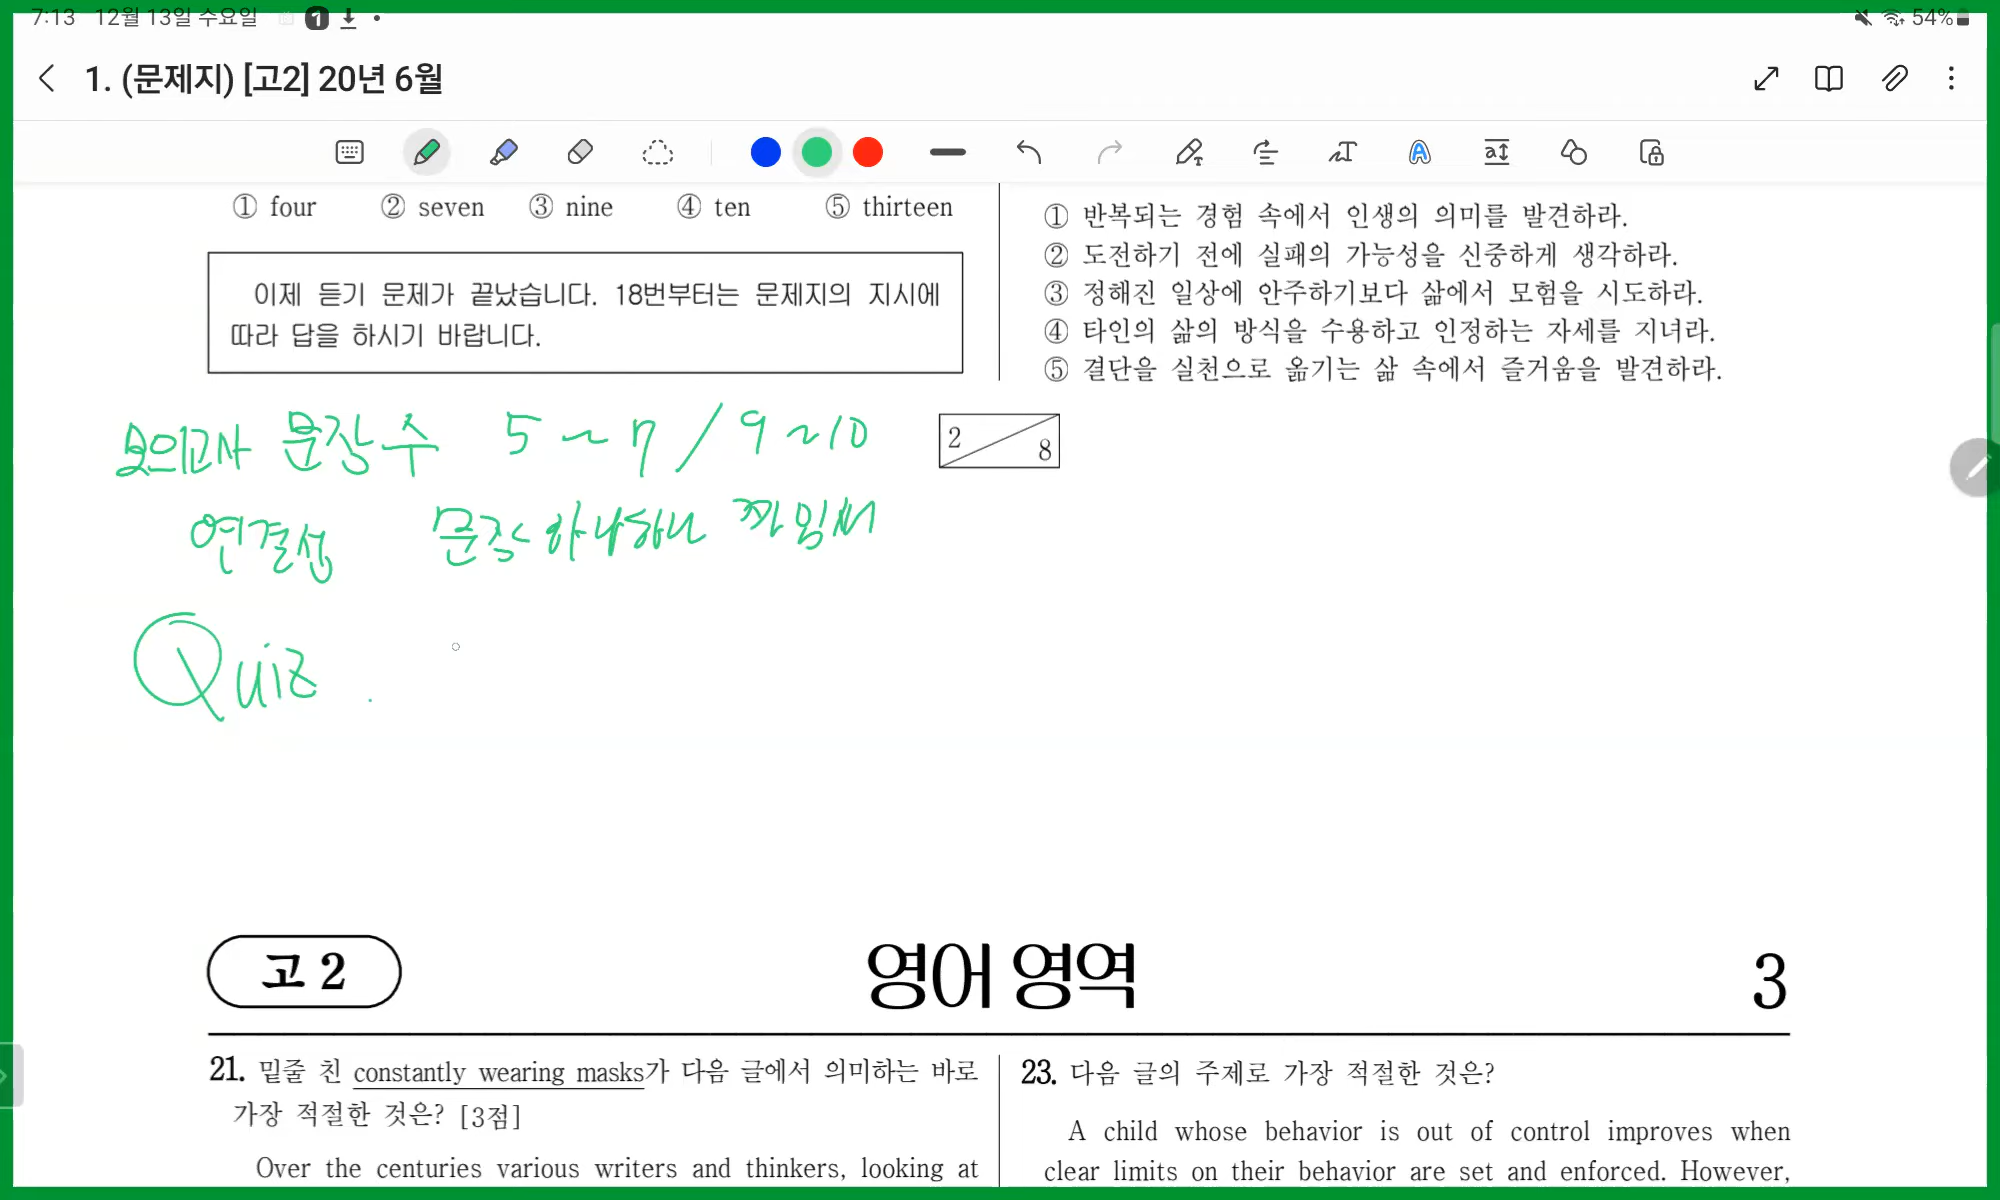 7:13 12월 13일 수요일 1 54%
1. (문제지) [고2] 20년 6월
① four ② seven ③ nine ④ ten ⑤ thirteen
이제 듣기 문제가 끝났습니다. 18번부터는 문제지의 지시에
따라 답을 하시기 바랍니다.
① 반복되는 경험 속에서 인생의 의미를 발견하라.
② 도전하기 전에 실패의 가능성을 신중하게 생각하라.
③ 정해진 일상에 안주하기보다 삶에서 모험을 시도하라.
④ 타인의 삶의 방식을 수용하고 인정하는 자세를 지녀라.
⑤ 결단을 실천으로 옮기는 삶 속에서 즐거움을 발견하라.
모의고사 문장 수 5~7 / 9~10
2 8
연결성 문장 하나하나
Quiz .
고 2 영어 영역 3
21. 밑줄 친 constantly wearing masks가 다음 글에서 의미하는 바로
가장 적절한 것은? [3점]
Over the centuries various writers and thinkers, looking at
23. 다음 글의 주제로 가장 적절한 것은?
A child whose behavior is out of control improves when
clear limits on their behavior are set and enforced. However,